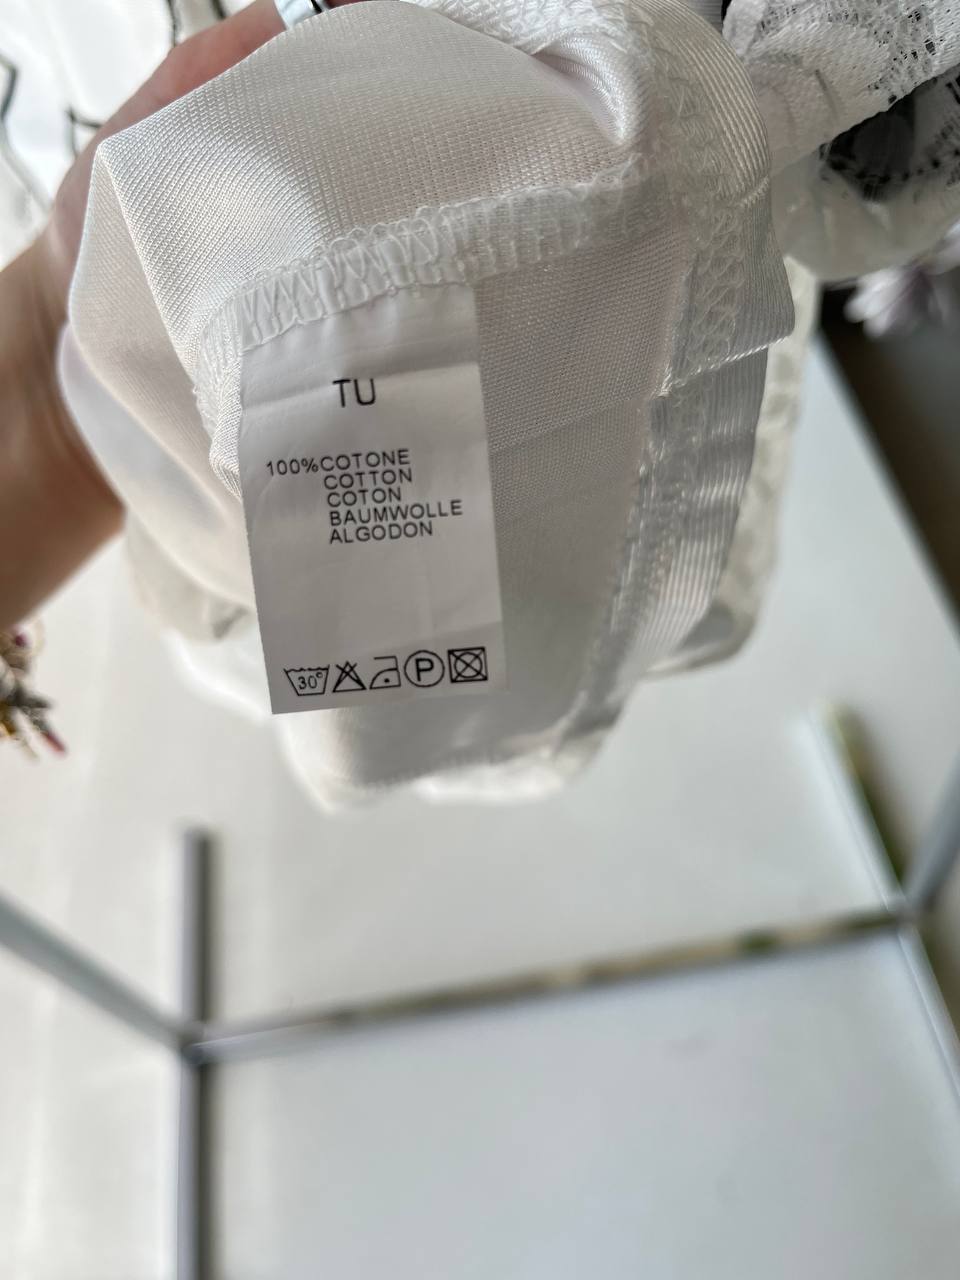 TU
100%COTONE
COTTON
COTON
BAUMWOLLE
ALGODON
30° P